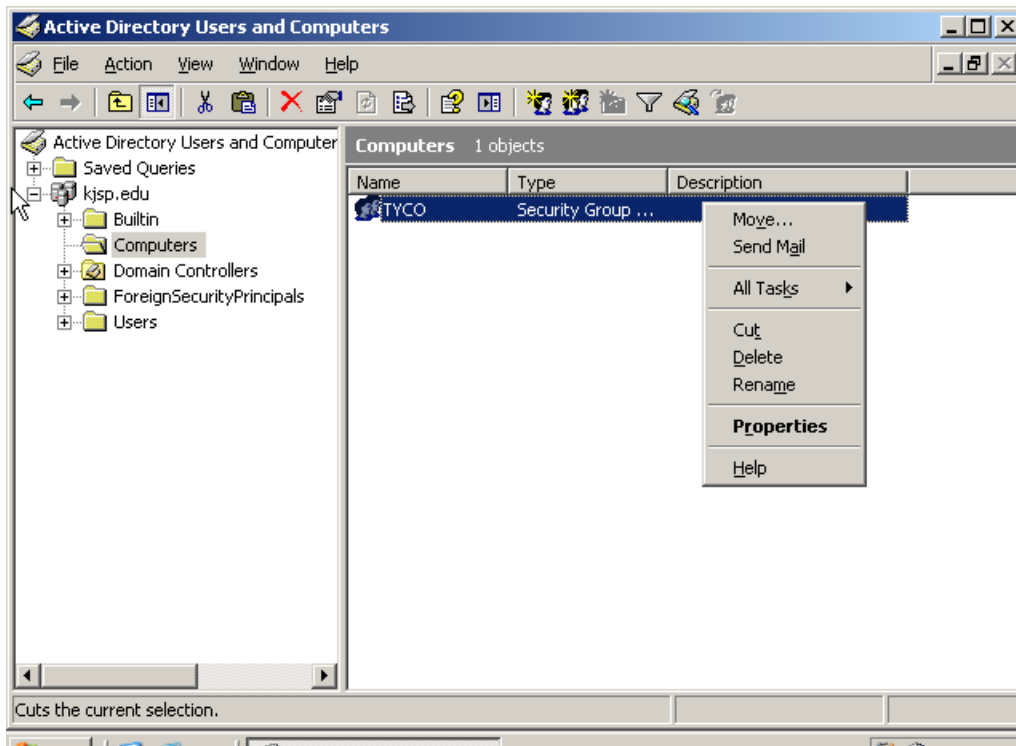 Active Directory Users and Computers
File Action View Window Help
Active Directory Users and Computer
Saved Queries
kjsp.edu
Builtin
Computers
Domain Controllers
ForeignSecurityPrincipals
Users
Computers 1 objects
Name Type Description
TYCO Security Group ...
Move...
Send Mail
All Tasks
Cut
Delete
Rename
Properties
Help
Cuts the current selection.